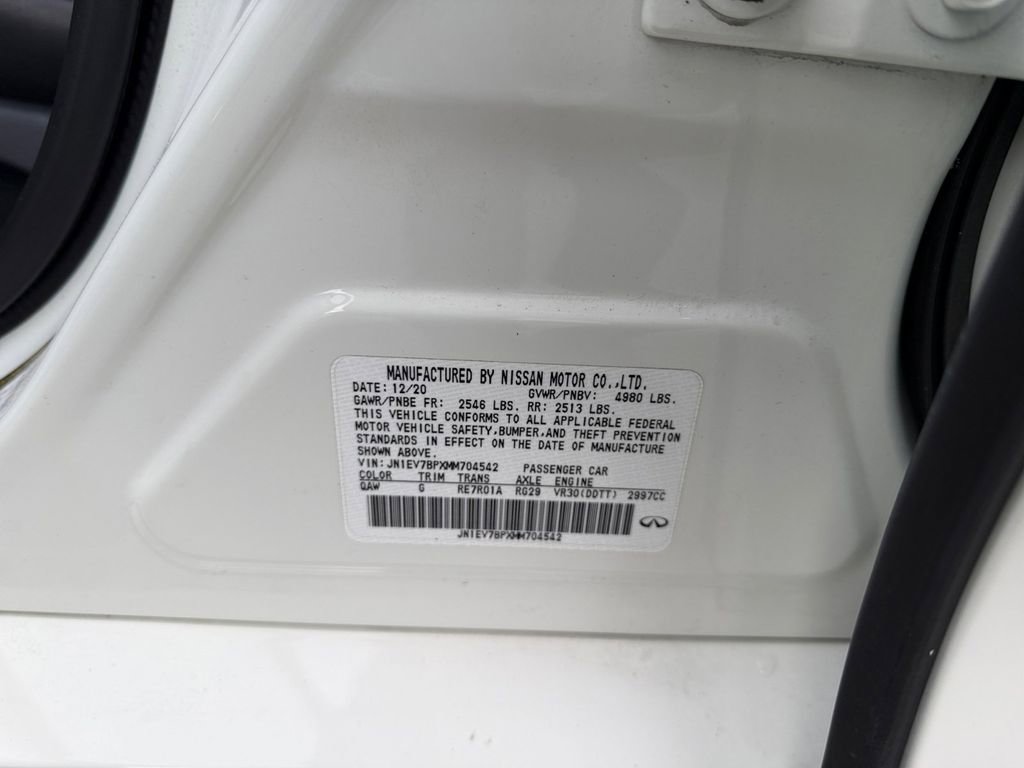 MANUFACTURED BY NISSAN MOTOR CO.,LTD.
DATE: 12/20 GVWR/PNBV: 4980 LBS.
GAWR/PNBE FR: 2546 LBS. RR: 2513 LBS.
THIS VEHICLE CONFORMS TO ALL APPLICABLE FEDERAL
MOTOR VEHICLE SAFETY,BUMPER,AND THEFT PREVENTION
STANDARDS IN EFFECT ON THE DATE OF MANUFACTURE
SHOWN ABOVE.
VIN: JN1EV7BPXMM704542 PASSENGER CAR
COLOR TRIM TRANS AXLE ENGINE
QAW G RE7R01A RG29 VR30(DDTT) 2997CC
JN1EV7BPXMM704542